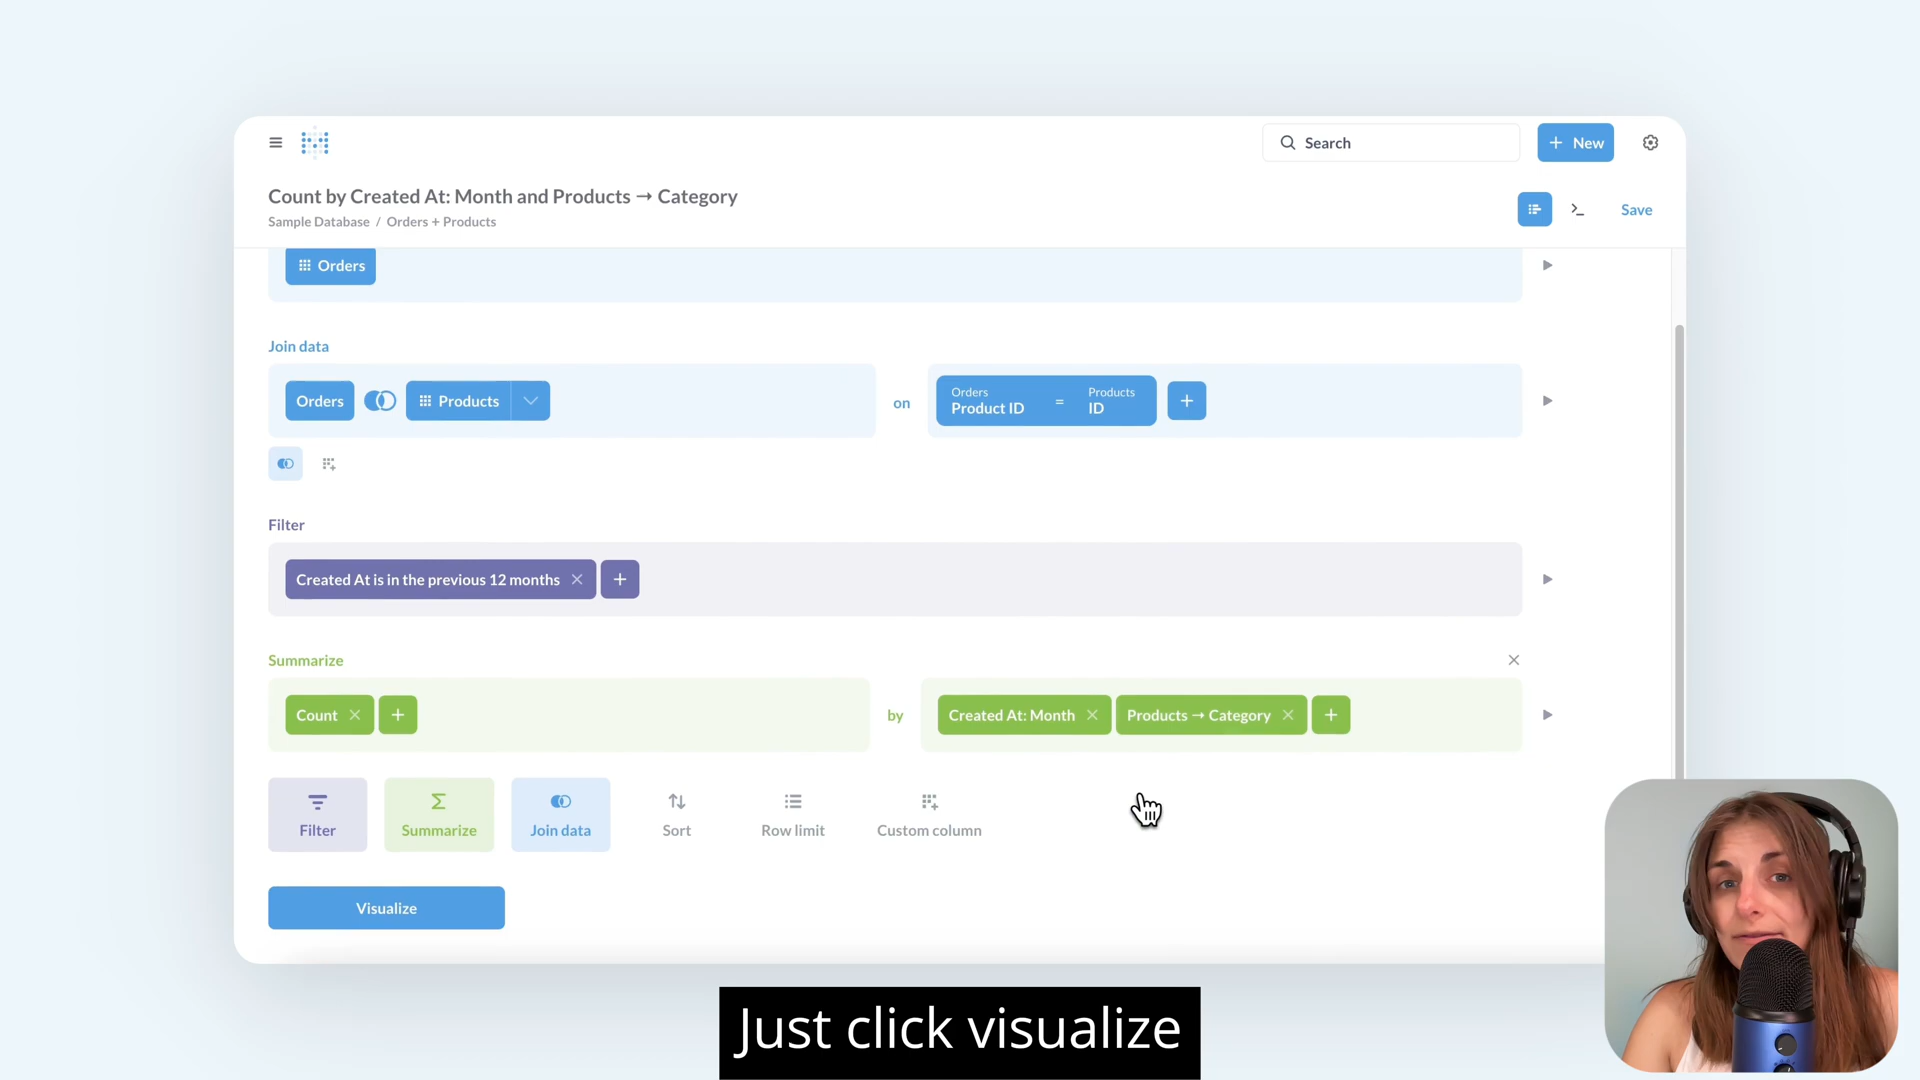 Search
+ New
Count by Created At: Month and Products → Category
Sample Database / Orders + Products
Save
Orders
Join data
Orders
Products
on
Orders
Product ID
=
Products
ID
+
Filter
Created At is in the previous 12 months
+
Summarize
Count
+
by
Created At: Month
Products → Category
+
Filter
Summarize
Join data
Sort
Row limit
Custom column
Visualize
Just click visualize